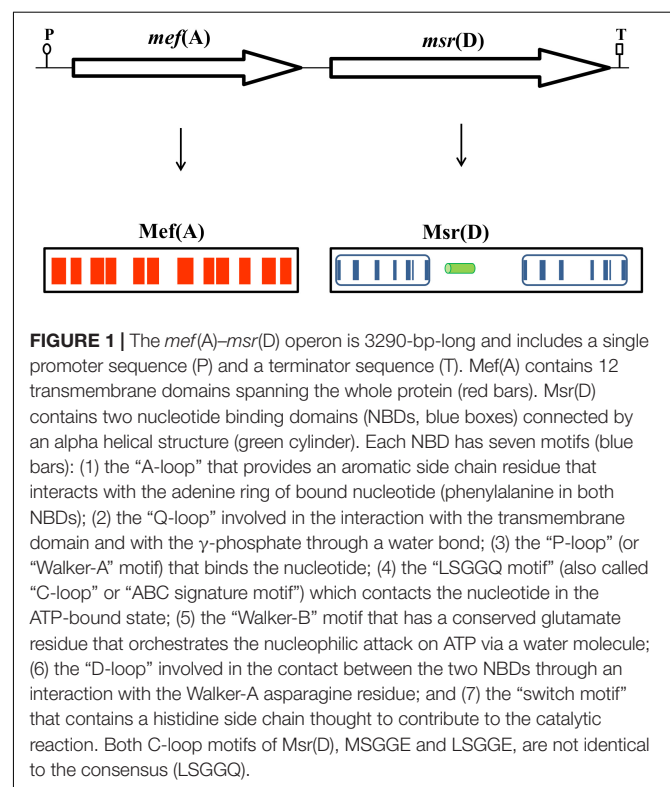 P mef(A) msr(D) T
Mef(A) Msr(D)
FIGURE 1 | The mef(A)–msr(D) operon is 3290-bp-long and includes a single
promoter sequence (P) and a terminator sequence (T). Mef(A) contains 12
transmembrane domains spanning the whole protein (red bars). Msr(D)
contains two nucleotide binding domains (NBDs, blue boxes) connected by
an alpha helical structure (green cylinder). Each NBD has seven motifs (blue
bars): (1) the “A-loop” that provides an aromatic side chain residue that
interacts with the adenine ring of bound nucleotide (phenylalanine in both
NBDs); (2) the “Q-loop” involved in the interaction with the transmembrane
domain and with the γ-phosphate through a water bond; (3) the “P-loop” (or
“Walker-A” motif) that binds the nucleotide; (4) the “LSGGQ motif” (also called
“C-loop” or “ABC signature motif”) which contacts the nucleotide in the
ATP-bound state; (5) the “Walker-B” motif that has a conserved glutamate
residue that orchestrates the nucleophilic attack on ATP via a water molecule;
(6) the “D-loop” involved in the contact between the two NBDs through an
interaction with the Walker-A asparagine residue; and (7) the “switch motif”
that contains a histidine side chain thought to contribute to the catalytic
reaction. Both C-loop motifs of Msr(D), MSGGE and LSGGE, are not identical
to the consensus (LSGGQ).